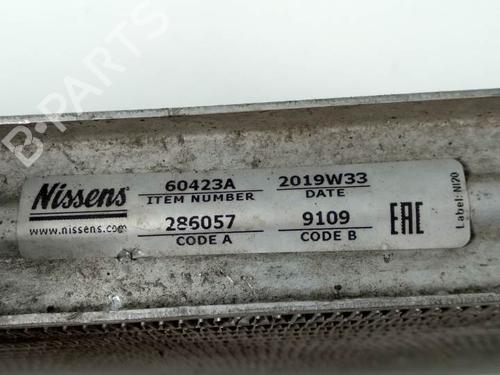 B-PARTS
Nissens
www.nissens.com
60423A
ITEM NUMBER
286057
CODE A
2019W33
DATE
9109
CODE B
EAC
Label: NI20